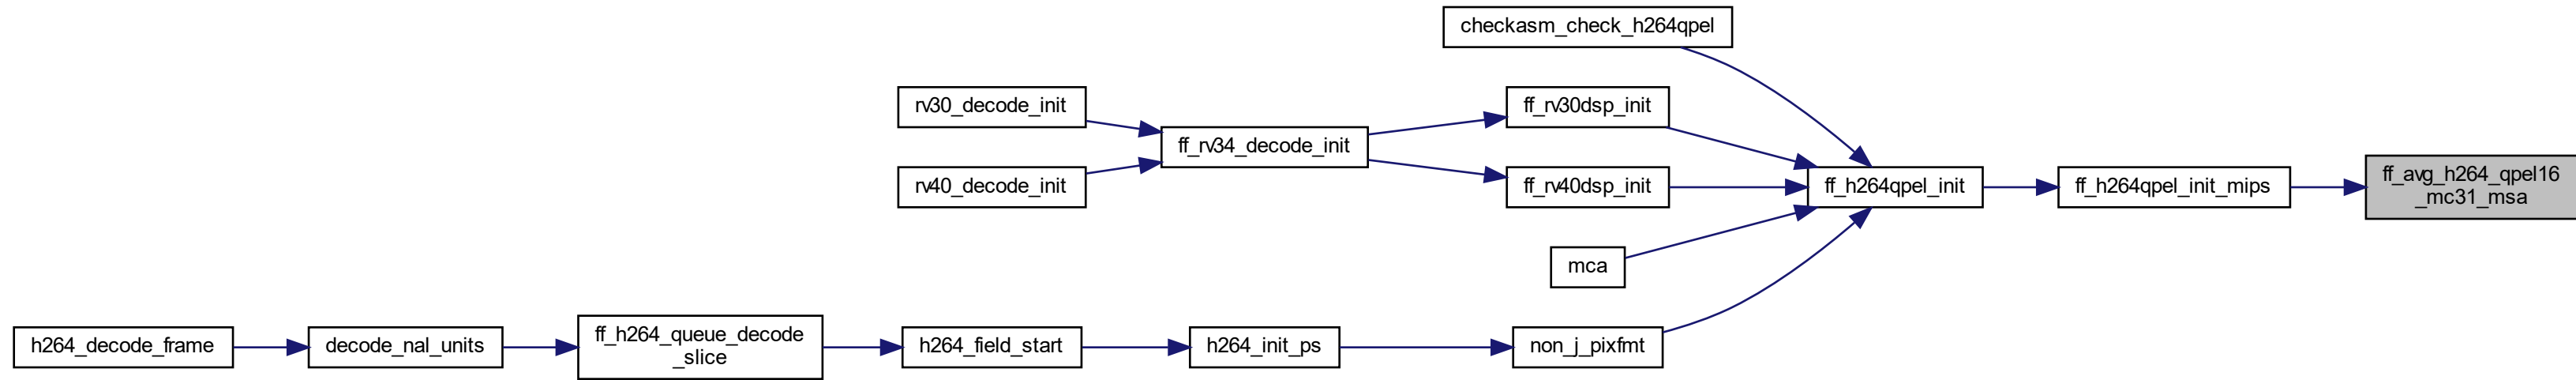 checkasm_check_h264qpel
rv30_decode_init
ff_rv30dsp_init
ff_rv34_decode_init
rv40_decode_init
ff_rv40dsp_init
ff_h264qpel_init
ff_h264qpel_init_mips
ff_avg_h264_qpel16
_mc31_msa
mca
h264_decode_frame
decode_nal_units
ff_h264_queue_decode
_slice
h264_field_start
h264_init_ps
non_j_pixfmt